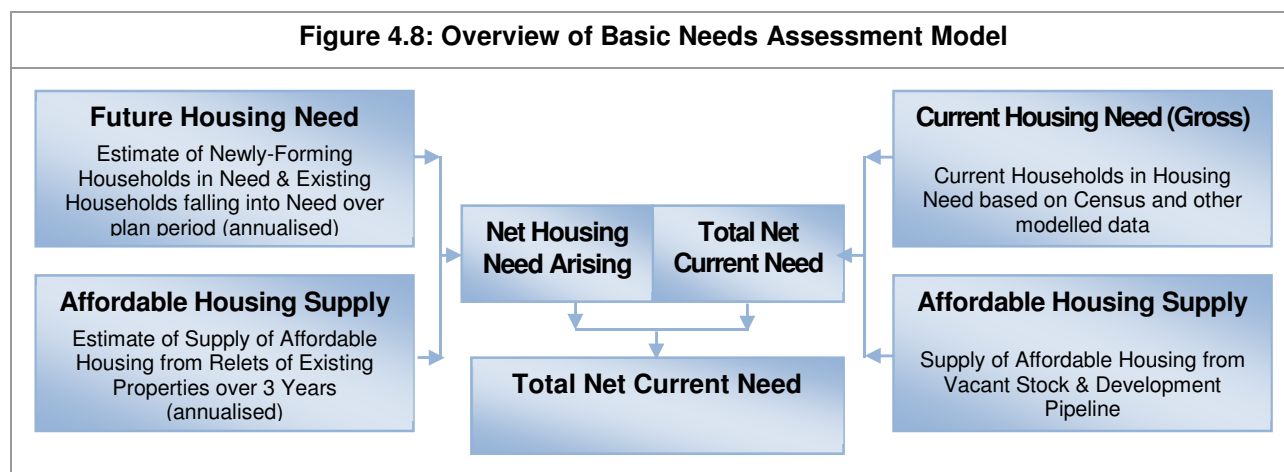 Figure 4.8: Overview of Basic Needs Assessment Model
Future Housing Need
Estimate of Newly-Forming
Households in Need & Existing
Households falling into Need over
plan period (annualised)
Affordable Housing Supply
Estimate of Supply of Affordable
Housing from Relets of Existing
Properties over 3 Years
(annualised)
Net Housing
Need Arising
Total Net
Current Need
Total Net Current Need
Current Housing Need (Gross)
Current Households in Housing
Need based on Census and other
modelled data
Affordable Housing Supply
Supply of Affordable Housing from
Vacant Stock & Development
Pipeline